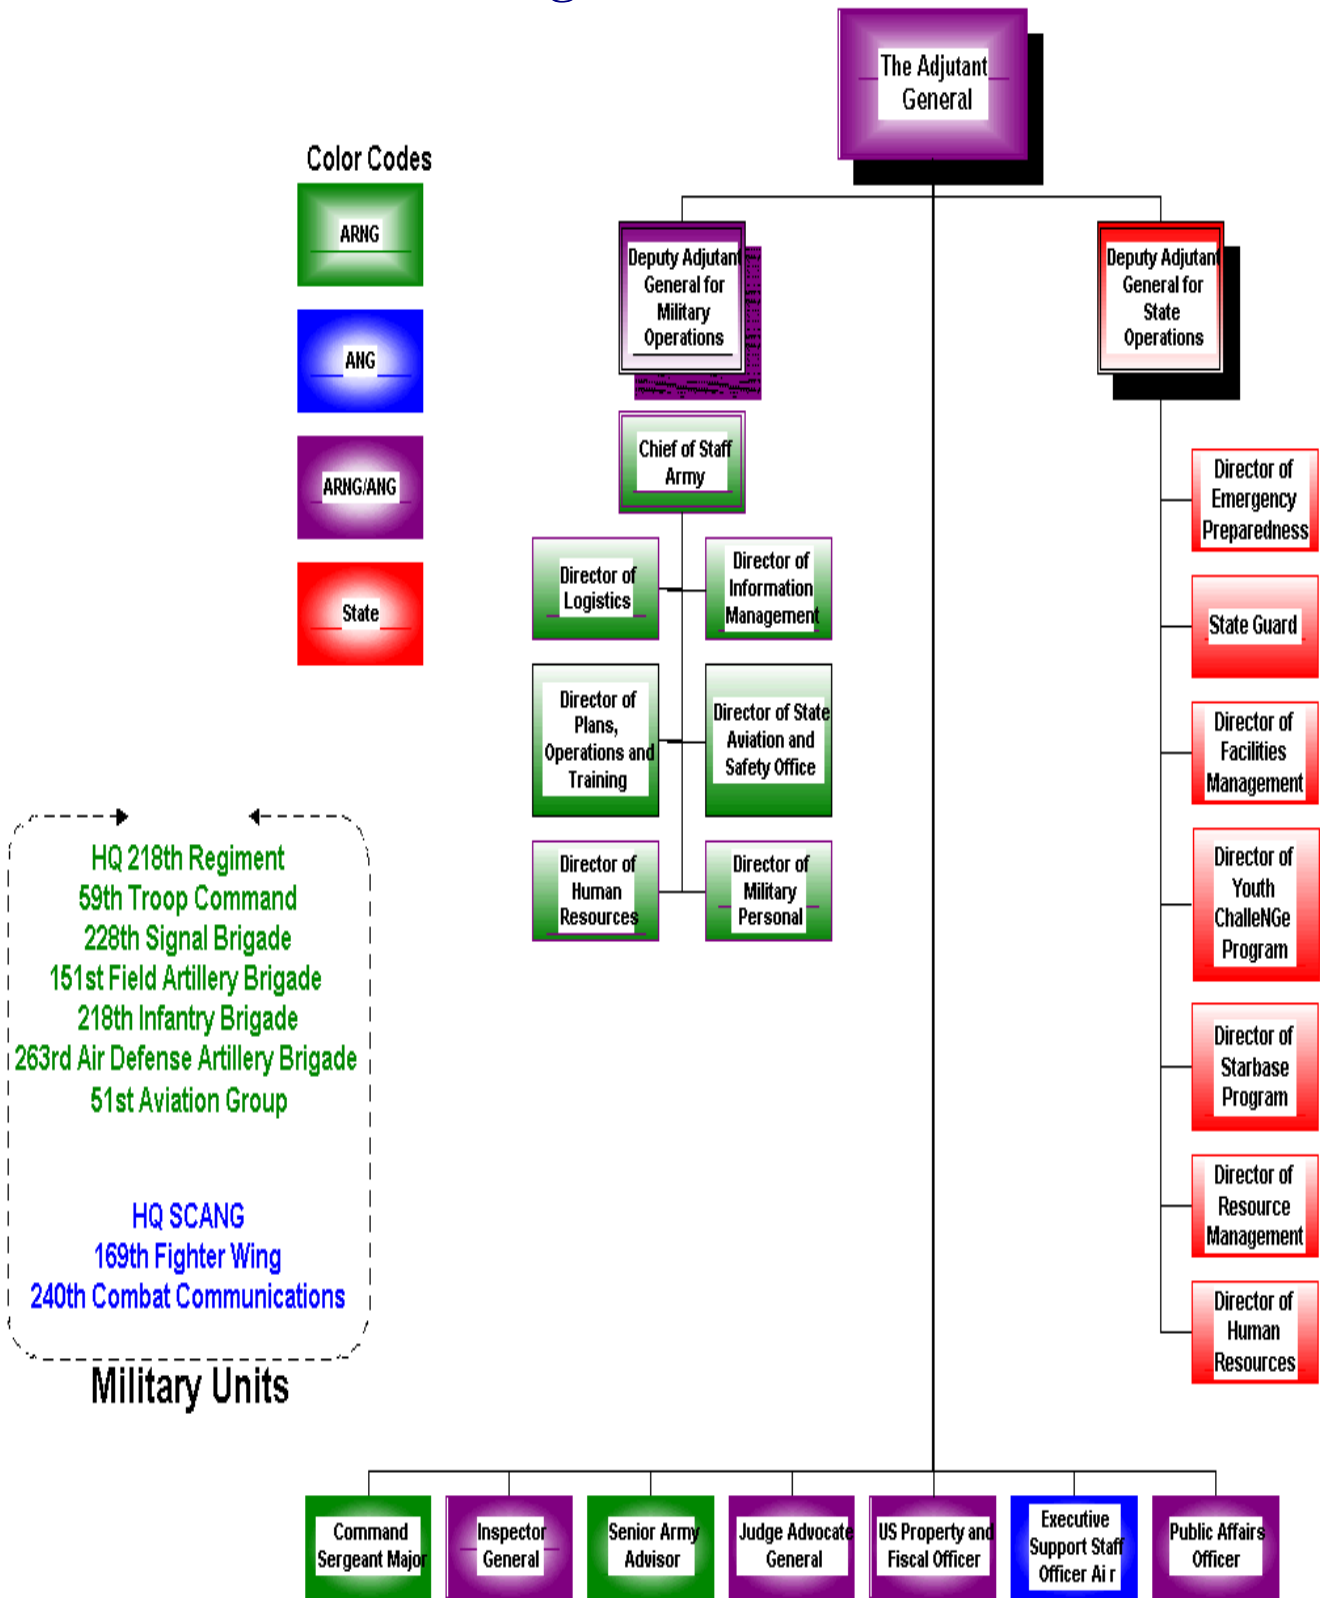 The Adjutant
General
Color Codes
ARNG
ANG
ARNG/ANG
State
Deputy Adjutant
General for
Military
Operations
Deputy Adjutant
General for
State
Operations
Chief of Staff
Army
Director of
Logistics
Director of
Information
Management
Director of
Plans,
Operations and
Training
Director of State
Aviation and
Safety Office
Director of
Human
Resources
Director of
Military
Personal
Director of
Emergency
Preparedness
State Guard
Director of
Facilities
Management
Director of
Youth
ChalleNGe
Program
Director of
Starbase
Program
Director of
Resource
Management
Director of
Human
Resources
HQ 218th Regiment
59th Troop Command
228th Signal Brigade
151st Field Artillery Brigade
218th Infantry Brigade
263rd Air Defense Artillery Brigade
51st Aviation Group
HQ SCANG
169th Fighter Wing
240th Combat Communications
Military Units
Command
Sergeant Major
Inspector
General
Senior Army
Advisor
Judge Advocate
General
US Property and
Fiscal Officer
Executive
Support Staff
Officer Ai r
Public Affairs
Officer